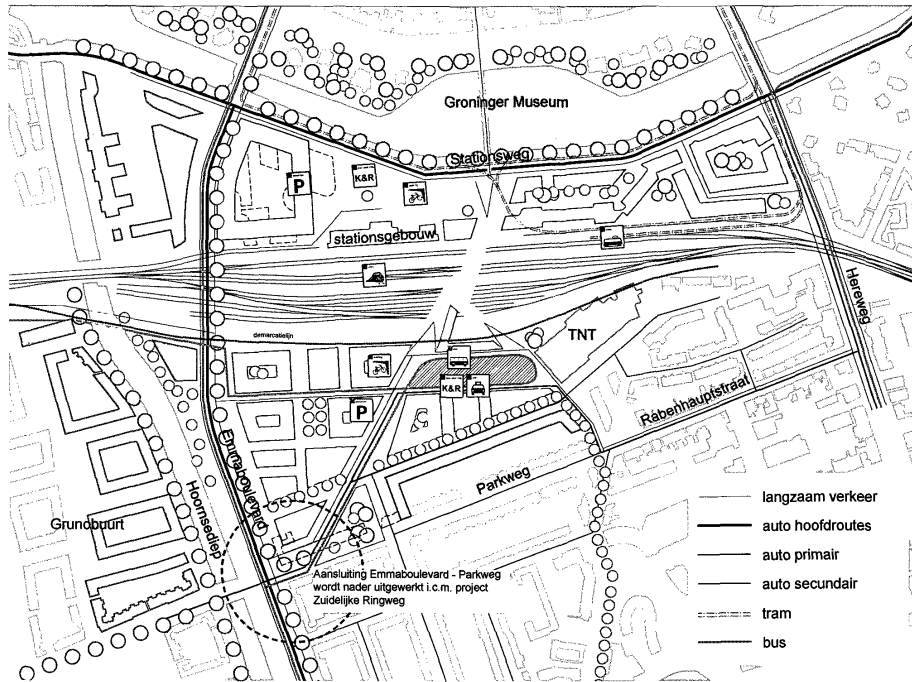 Groninger Museum
Stationsweg
K&R
P
stationsgebouw
Hereweg
demarcatielijn
TNT
K&R
P
Rabenhauptstraat
Emmaboulevard
Parkweg
Hoornsediep
Grunobuurt
Aansluiting Emmaboulevard - Parkweg
wordt nader uitgewerkt i.c.m. project
Zuidelijke Ringweg
langzaam verkeer
auto hoofdroutes
auto primair
auto secundair
tram
bus